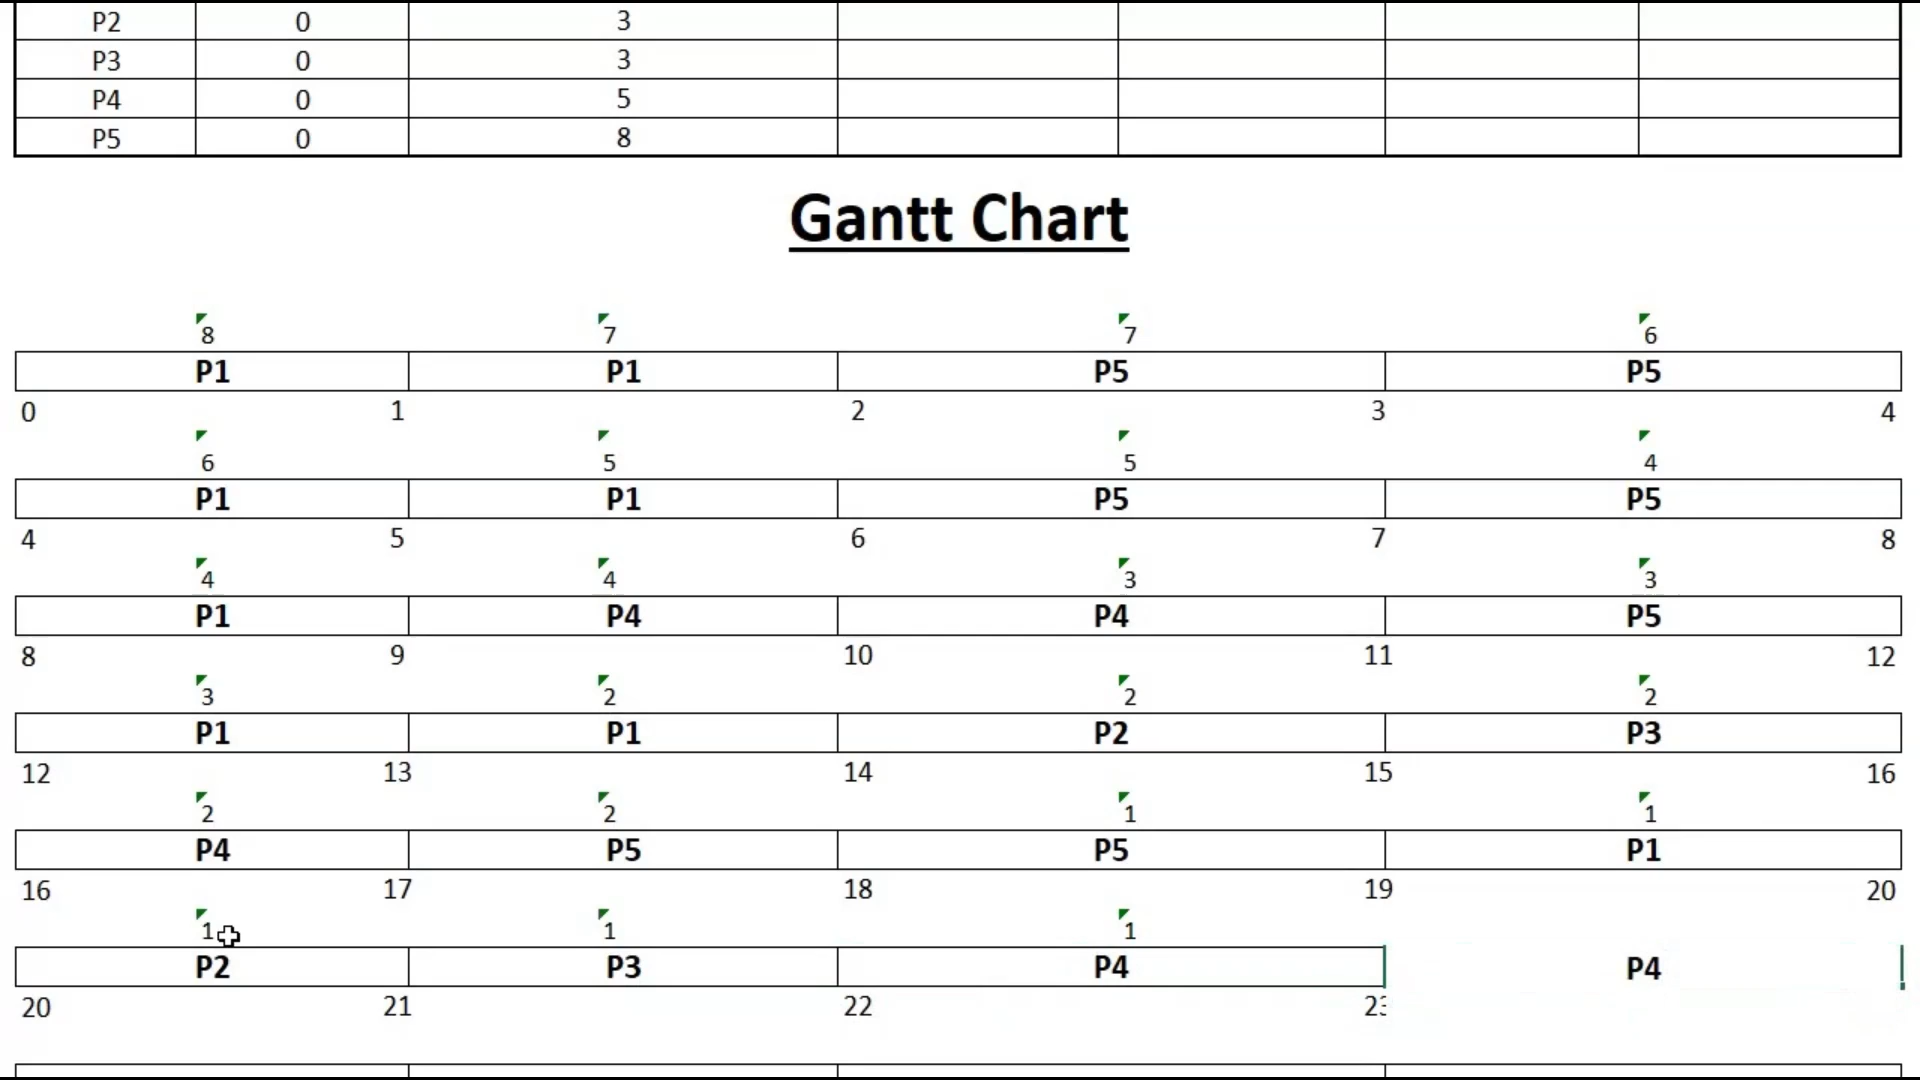 P2 0 3
P3 0 3
P4 0 5
P5 0 8
Gantt Chart
8 7 7 6
P1 P1 P5 P5
0 1 2 3 4
6 5 5 4
P1 P1 P5 P5
4 5 6 7 8
4 4 3 3
P1 P4 P4 P5
8 9 10 11 12
3 2 2 2
P1 P1 P2 P3
12 13 14 15 16
2 2 1 1
P4 P5 P5 P1
16 17 18 19 20
1 1 1
P2 P3 P4 P4
20 21 22 23